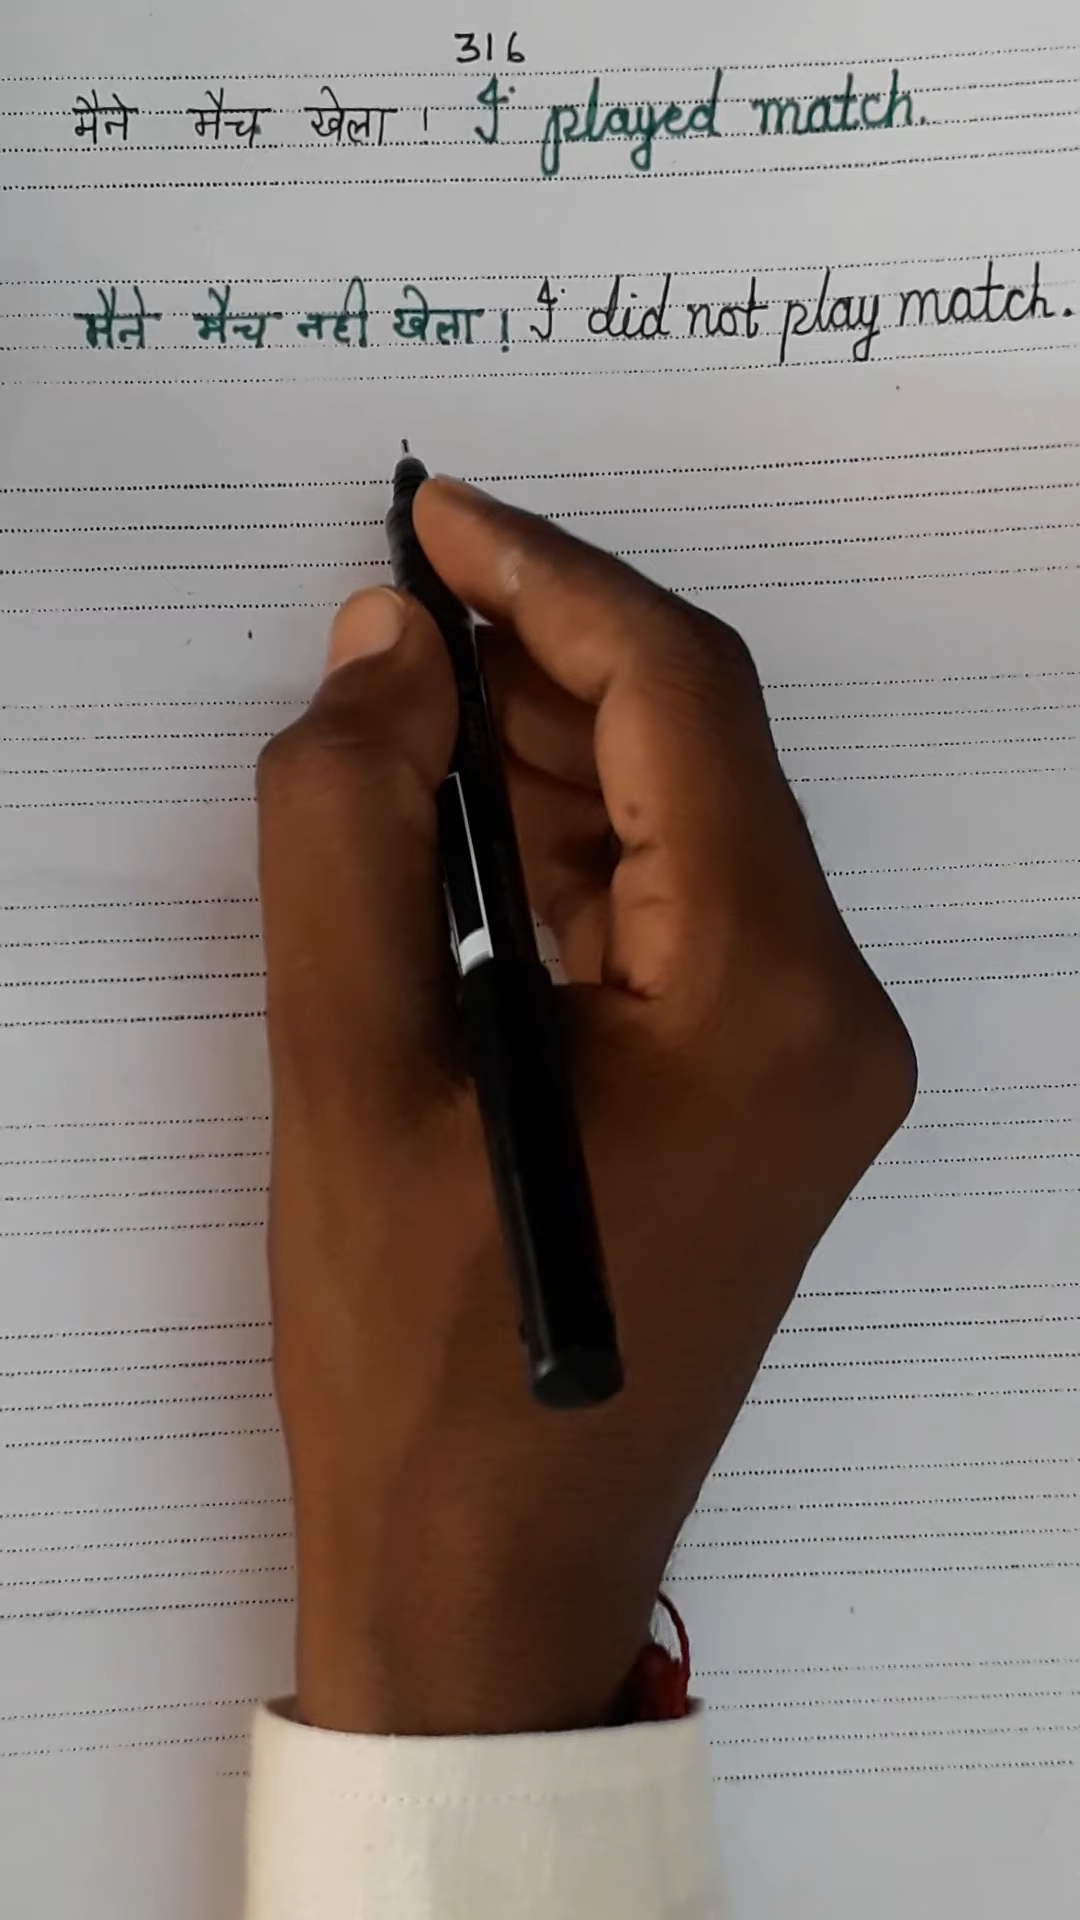 316
मैने मैच खेला । I played match.
मैने मैच नही खेला । I did not play match.